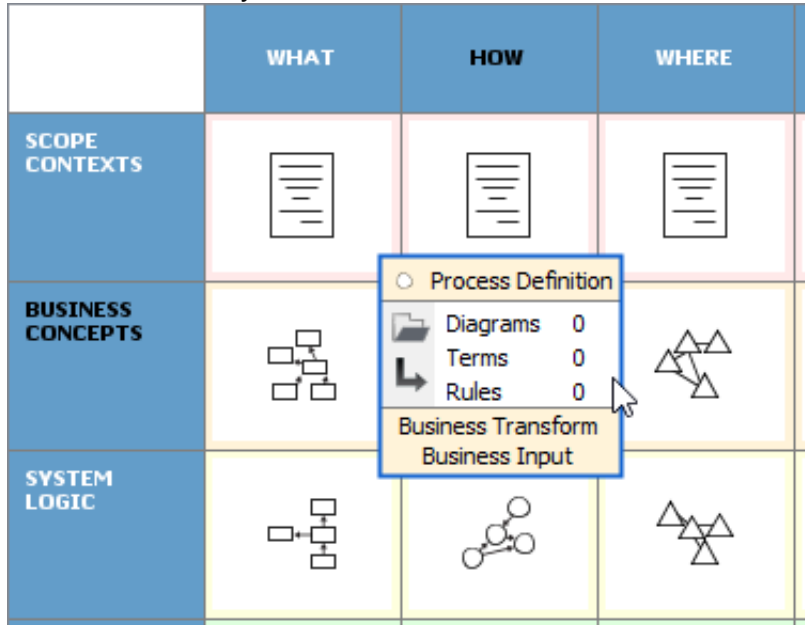 WHAT
HOW
WHERE
SCOPE
CONTEXTS
Process Definition
BUSINESS
CONCEPTS
Diagrams 0
Terms 0
Rules 0
Business Transform
Business Input
SYSTEM
LOGIC